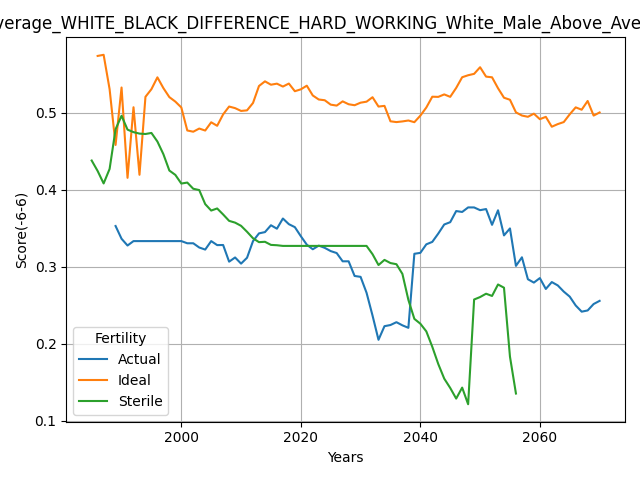 verage_WHITE_BLACK_DIFFERENCE_HARD_WORKING_White_Male_Above_Ave
Score(-6-6)
0.5
0.4
0.3
0.2
0.1
Fertility
Actual
Ideal
Sterile
2000
2020
2040
2060
Years